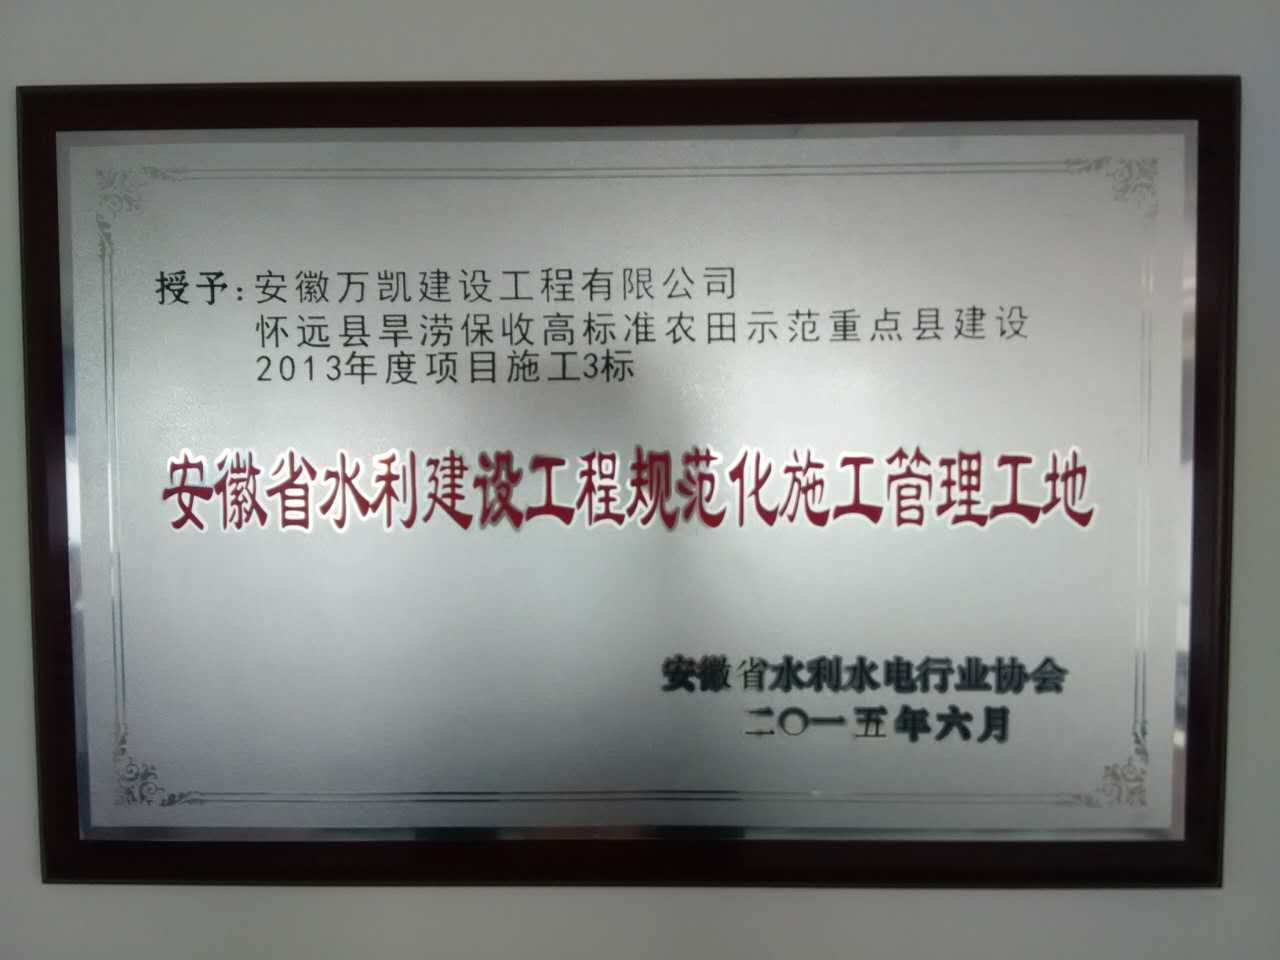 授予:安徽万凯建设工程有限公司
怀远县旱涝保收高标准农田示范重点县建设
2013年度项目施工3标
安徽省水利建设工程规范化施工管理工地
安徽省水利水电行业协会
二〇一五年六月